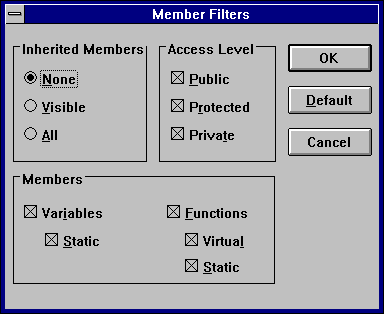 Member Filters
Inherited Members
None
Visible
All
Access Level
Public
Protected
Private
OK
Default
Cancel
Members
Variables
Static
Functions
Virtual
Static